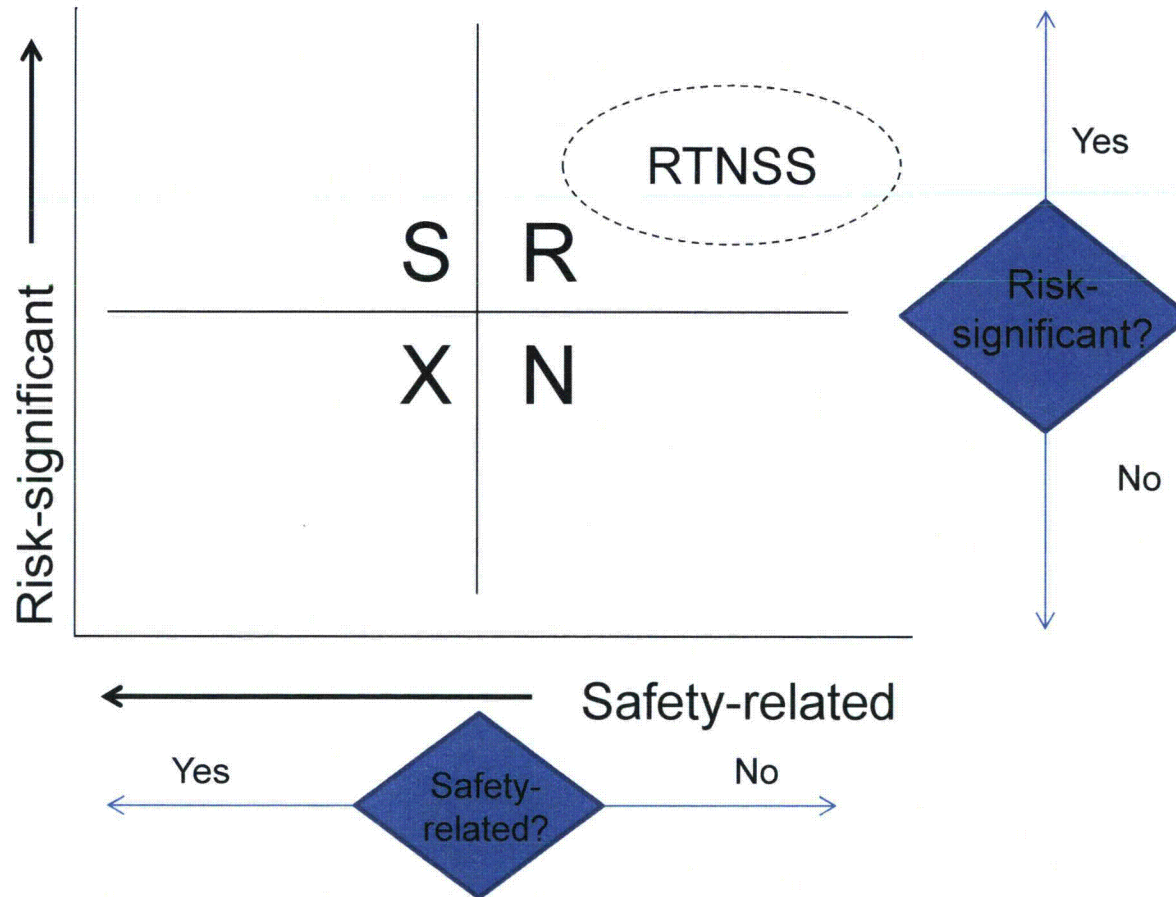 RTNSS
Yes
S R
Risk-
significant?
X N
Risk-significant
No
Safety-related
Yes
No
Safety-
related?